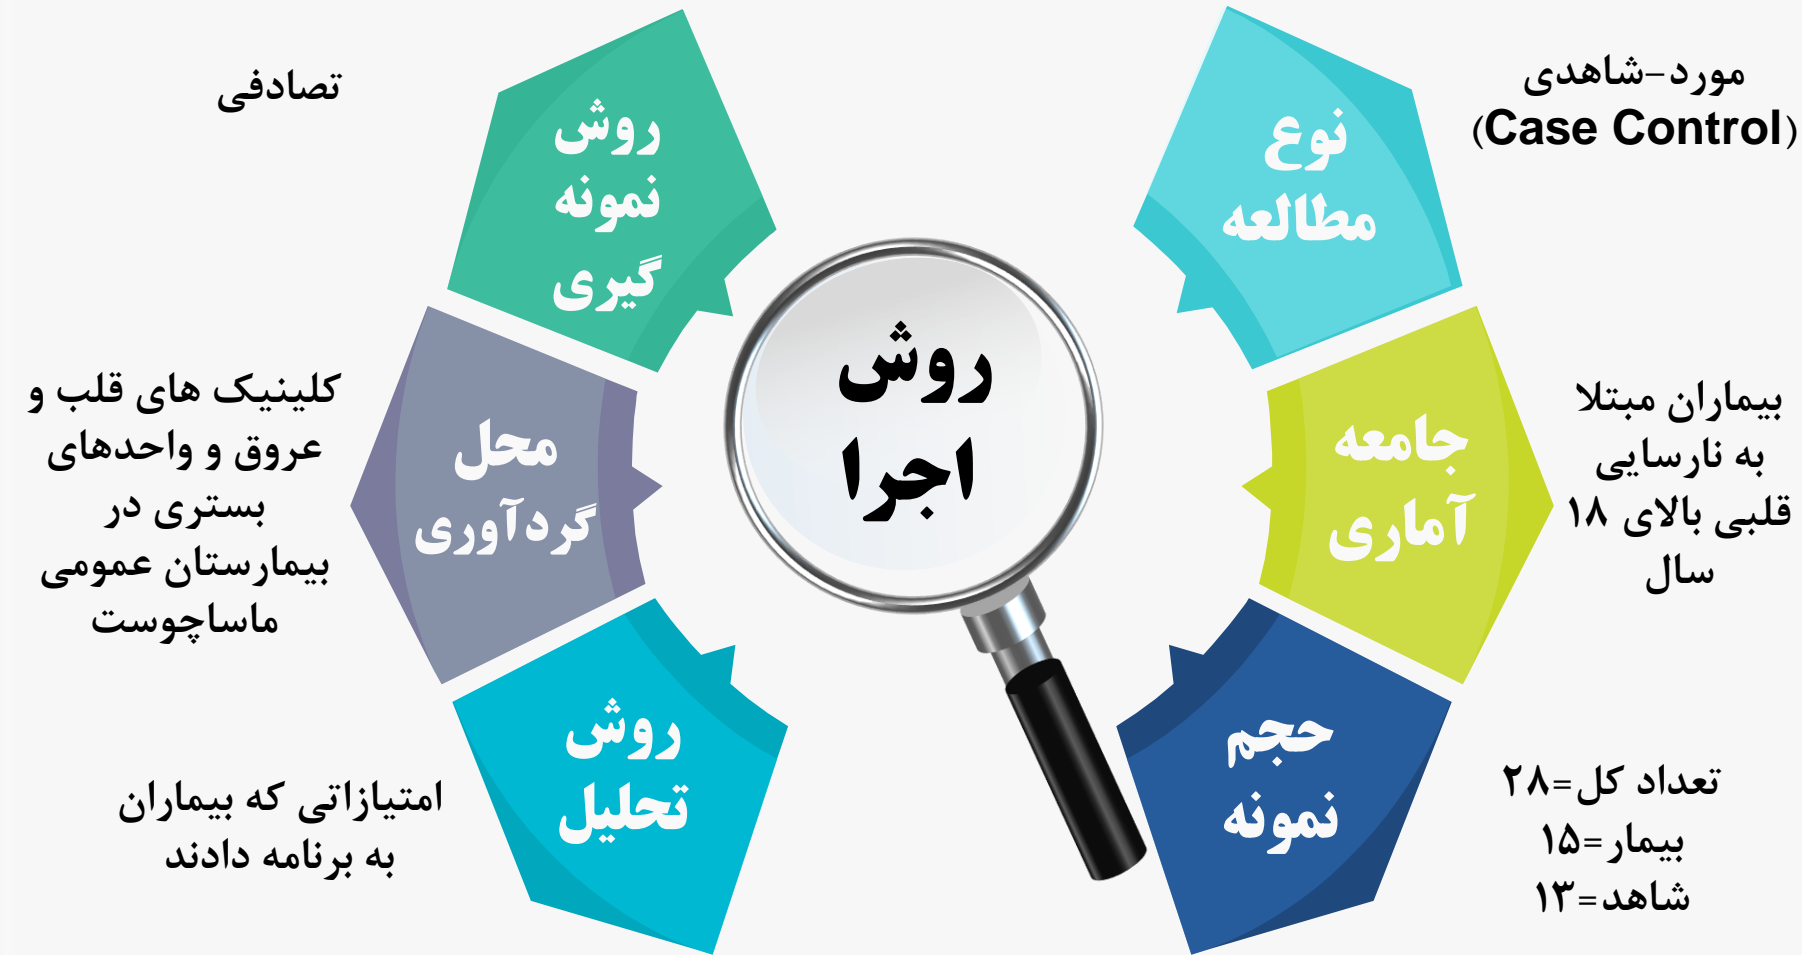 روش
اجرا
نوع
مطالعه
مورد-شاهدی
(Case Control)
جامعه
آماری
بیماران مبتلا
به نارسایی
قلبی بالای ۱۸
سال
حجم
نمونه
تعداد کل=۲۸
بیمار=۱۵
شاهد=۱۳
روش
نمونه
گیری
تصادفی
محل
گردآوری
کلینیک های قلب و
عروق و واحدهای
بستری در
بیمارستان عمومی
ماساچوست
روش
تحلیل
امتیازاتی که بیماران
به برنامه دادند